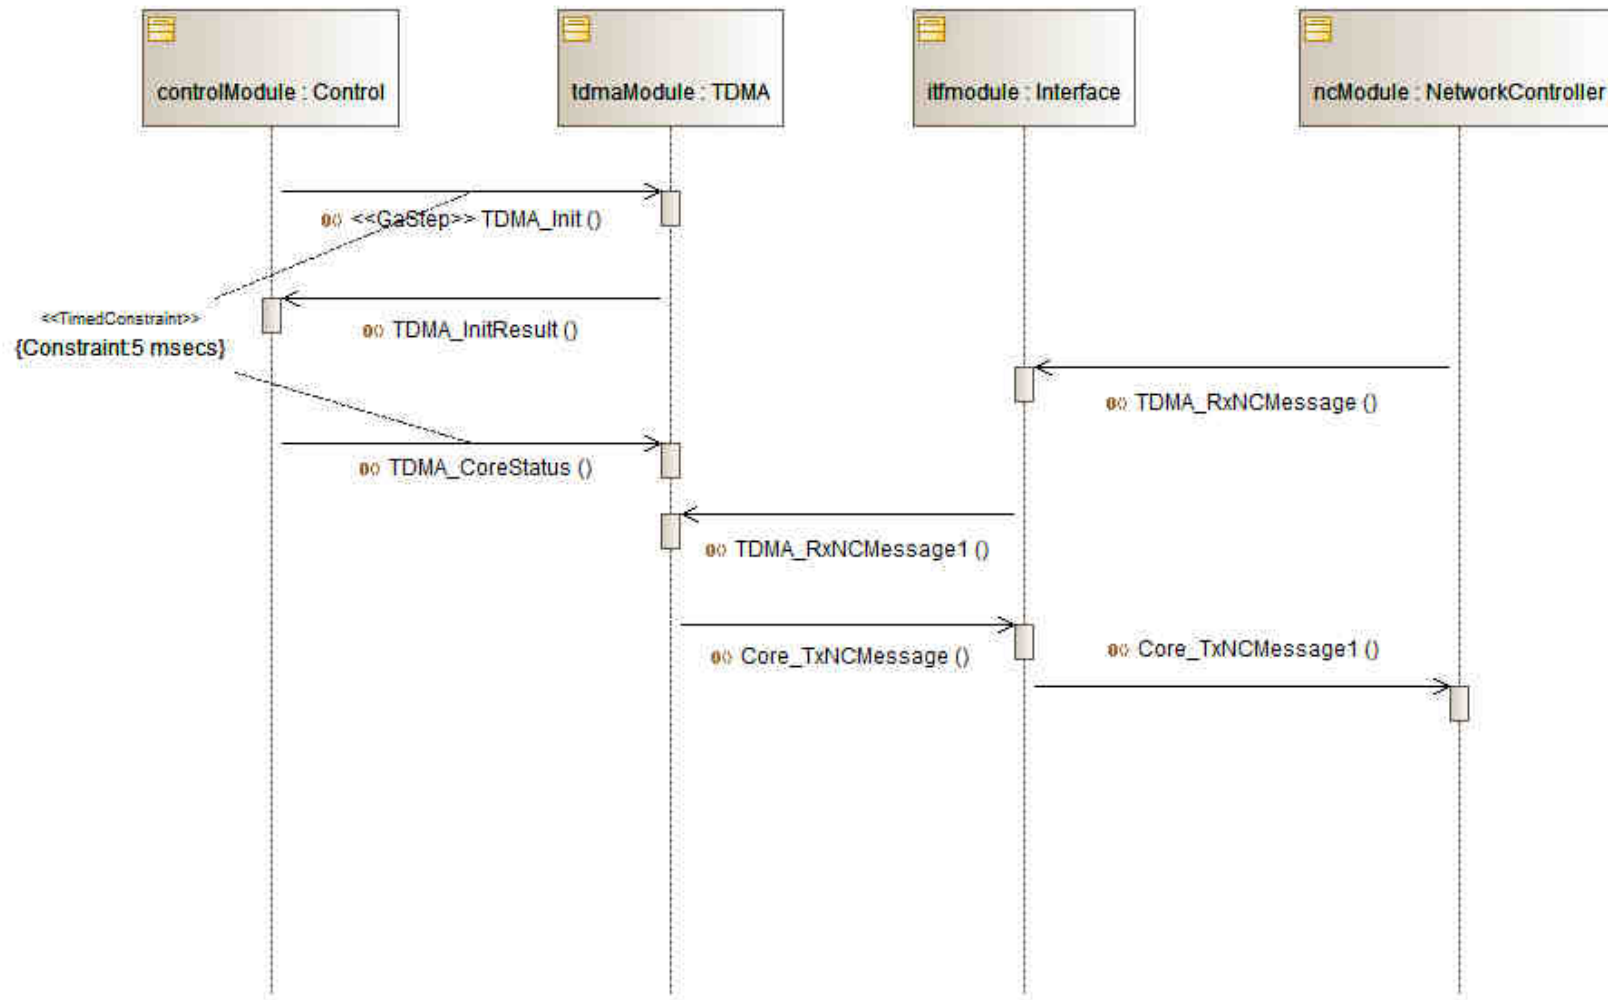 controlModule : Control
tdmaModule : TDMA
itfmodule : Interface
ncModule : NetworkController
<<GaStep>> TDMA_Init ()
<<TimedConstraint>>
{Constraint:5 msecs}
TDMA_InitResult ()
TDMA_RxNCMessage ()
TDMA_CoreStatus ()
TDMA_RxNCMessage1 ()
Core_TxNCMessage ()
Core_TxNCMessage1 ()